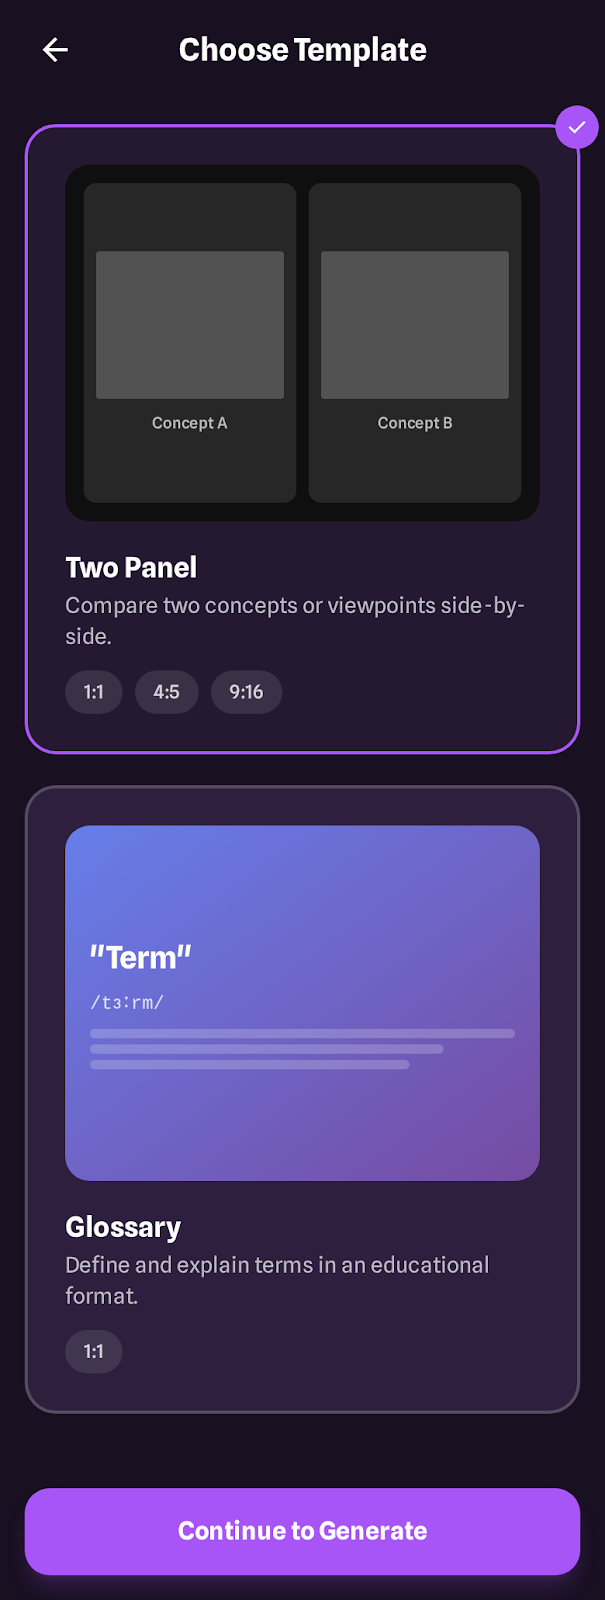 Choose Template
Concept A
Concept B
Two Panel
Compare two concepts or viewpoints side-by-
side.
1:1
4:5
9:16
"Term"
/tɜːrm/
Glossary
Define and explain terms in an educational
format.
1:1
Continue to Generate